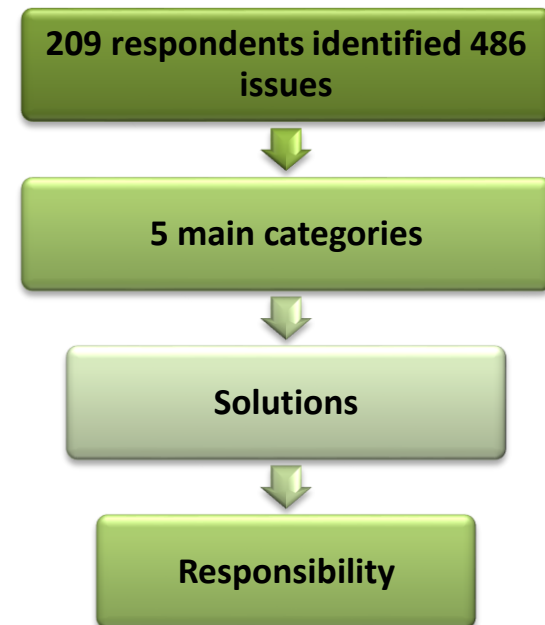 209 respondents identified 486
issues
5 main categories
Solutions
Responsibility